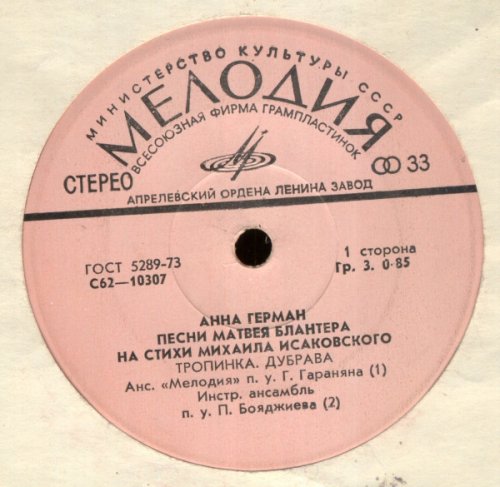 МИНИСТЕРСТВО КУЛЬТУРЫ СССР
МЕЛОДИЯ
ВСЕСОЮЗНАЯ ФИРМА ГРАМПЛАСТИНОК
СТЕРЕО
33
АПРЕЛЕВСКИЙ ОРДЕНА ЛЕНИНА ЗАВОД
ГОСТ 5289-73
С62—10307
1 сторона
Гр. 3. 0-85
АННА ГЕРМАН
ПЕСНИ МАТВЕЯ БЛАНТЕРА
НА СТИХИ МИХАИЛА ИСАКОВСКОГО
ТРОПИНКА. ДУБРАВА
Анс. «Мелодия» п. у. Г. Гараняна (1)
Инстр. ансамбль
п. у. П. Бояджиева (2)